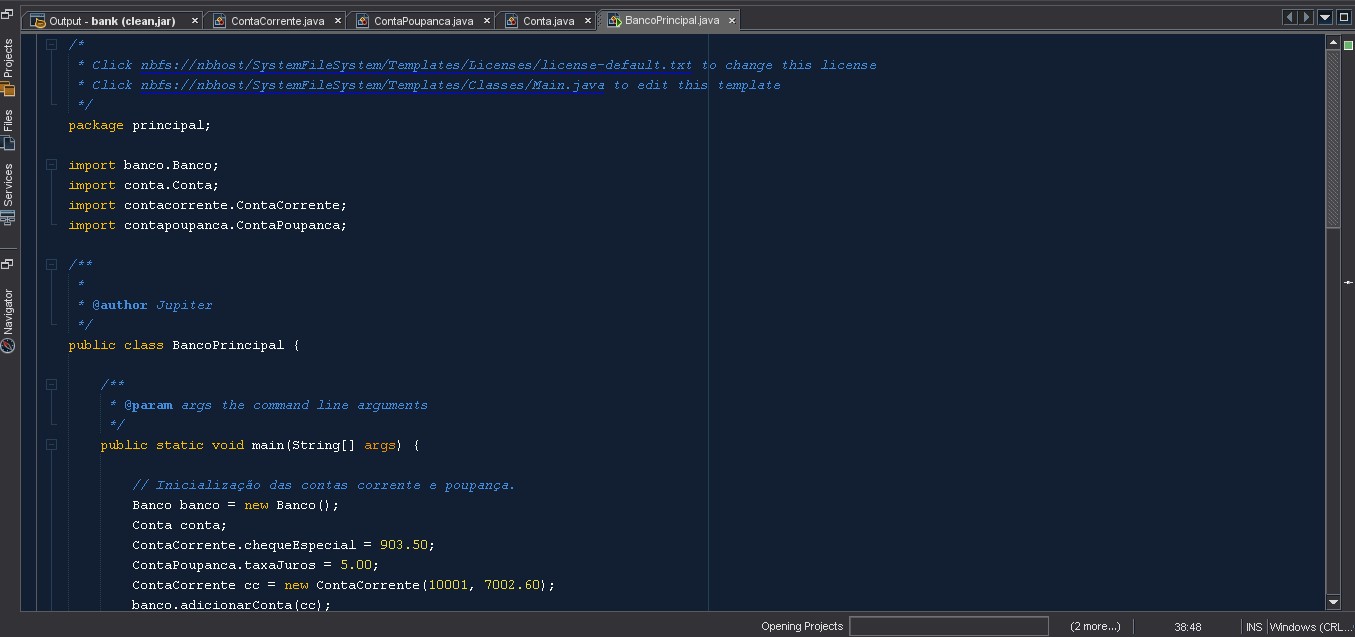 Output - bank (clean,jar) × ContaCorrente.java × ContaPoupanca.java × Conta.java × BancoPrincipal.java ×
Projects
Files
Services
Navigator
/*
* Click nbfs://nbhost/SystemFileSystem/Templates/Licenses/license-default.txt to change this license
* Click nbfs://nbhost/SystemFileSystem/Templates/Classes/Main.java to edit this template
*/
package principal;
import banco.Banco;
import conta.Conta;
import contacorrente.ContaCorrente;
import contapoupanca.ContaPoupanca;
/**
*
* @author Jupiter
*/
public class BancoPrincipal {
/**
* @param args the command line arguments
*/
public static void main(String[] args) {
// Inicialização das contas corrente e poupança.
Banco banco = new Banco();
Conta conta;
ContaCorrente.chequeEspecial = 903.50;
ContaPoupanca.taxaJuros = 5.00;
ContaCorrente cc = new ContaCorrente(10001, 7002.60);
banco.adicionarConta(cc);
Opening Projects (2 more...) 38:48 INS Windows (CRL...